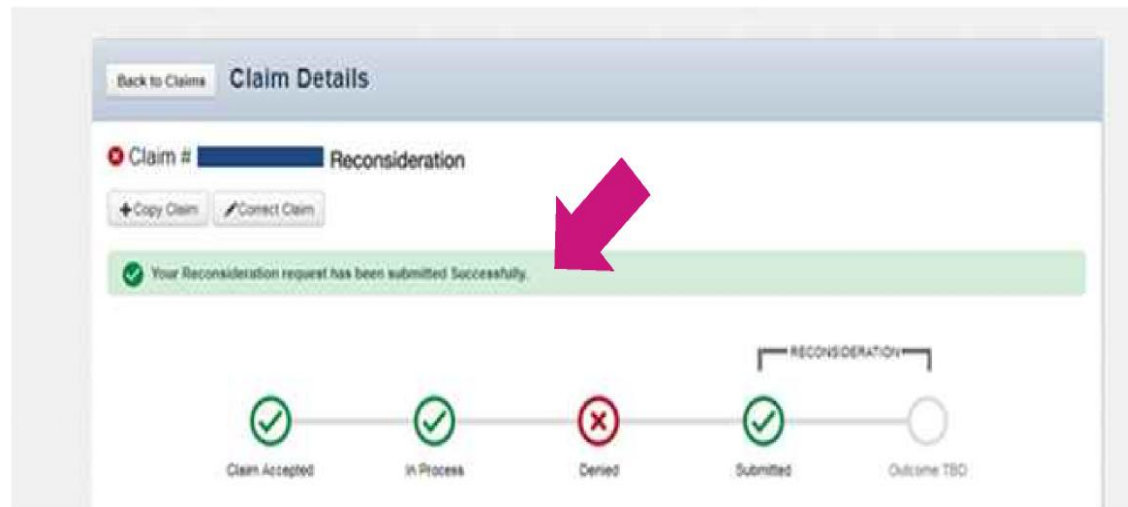 Back to Claims Claim Details
Claim # Reconsideration
Copy Claim Correct Claim
Your Reconsideration request has been submitted Successfully.
RECONSIDERATION
Claim Accepted In Process Denied Submitted Outcome TBD